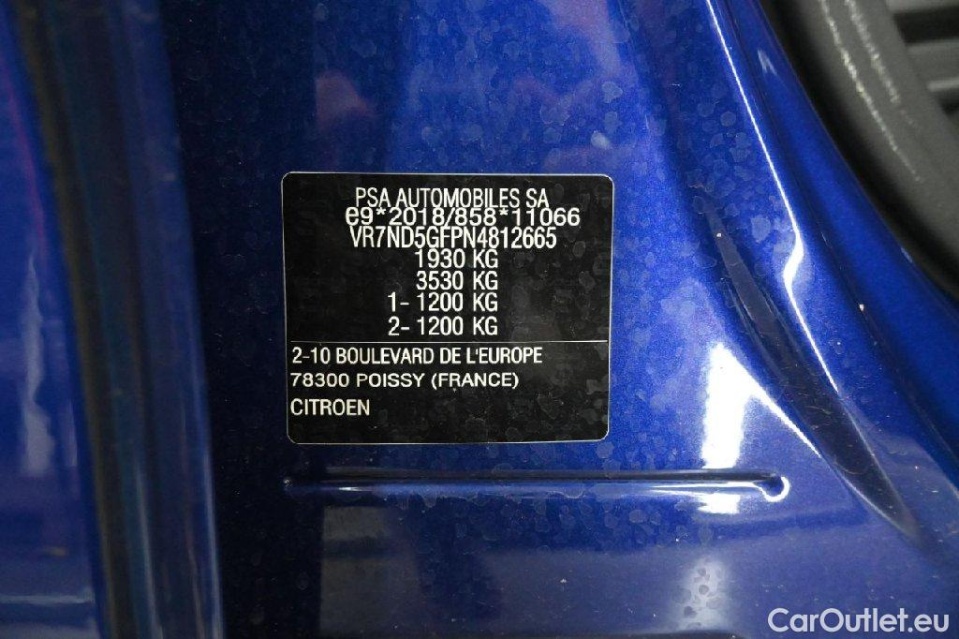 PSA AUTOMOBILES SA
e9*2018/858*11066
VR7ND5GFPN4812665
1930 KG
3530 KG
1- 1200 KG
2- 1200 KG
2-10 BOULEVARD DE L'EUROPE
78300 POISSY (FRANCE)
CITROEN
CarOutlet.eu